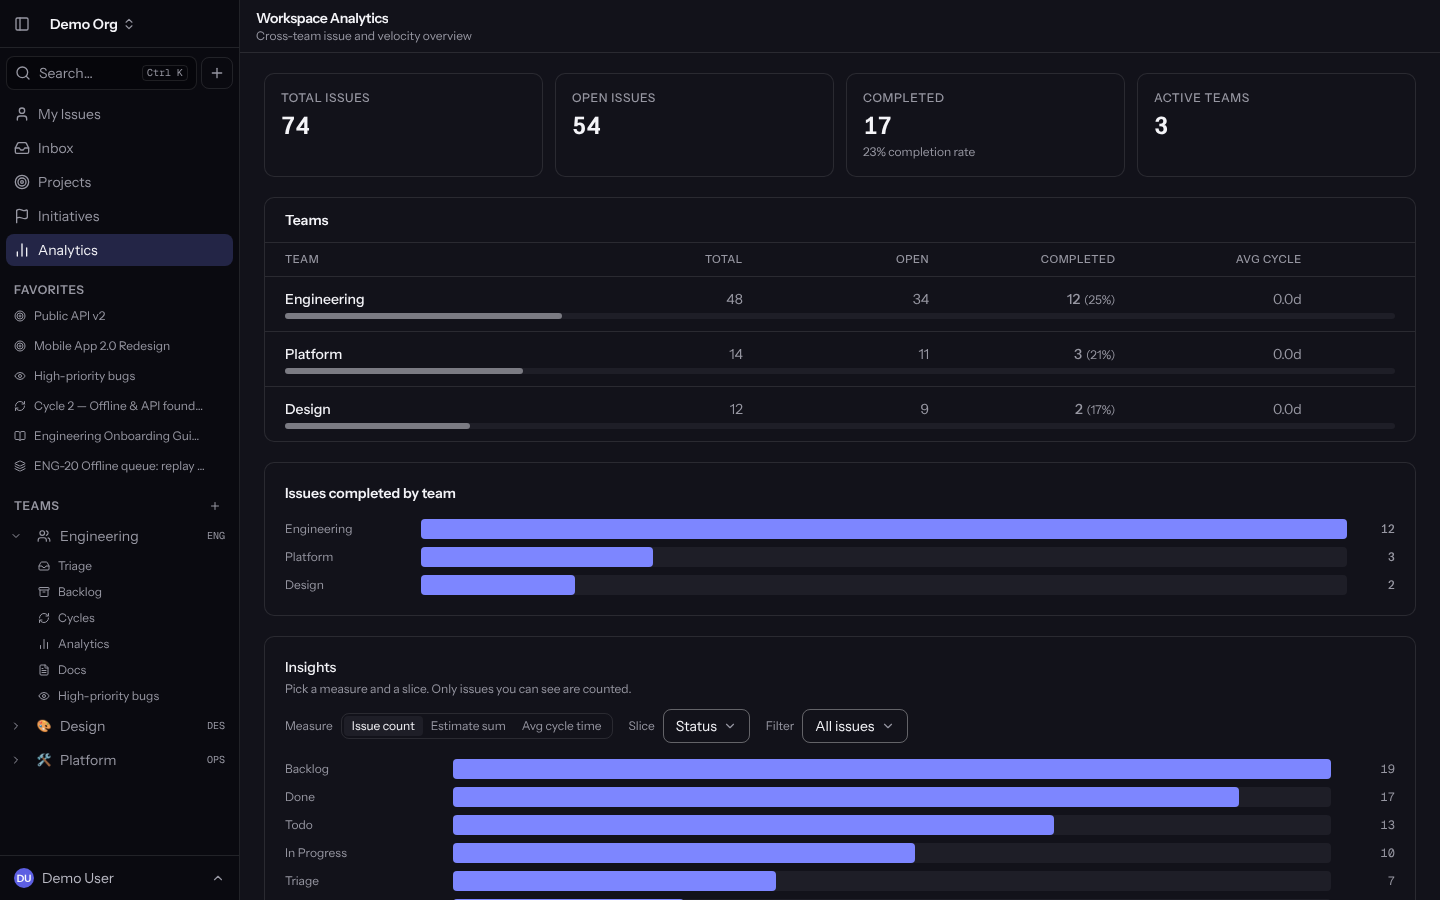 Demo Org
Search...
Ctrl K
My Issues
Inbox
Projects
Initiatives
Analytics
FAVORITES
Public API v2
Mobile App 2.0 Redesign
High-priority bugs
Cycle 2 — Offline & API found...
Engineering Onboarding Gui...
ENG-20 Offline queue: replay ...
TEAMS
Engineering ENG
Triage
Backlog
Cycles
Analytics
Docs
High-priority bugs
Design DES
Platform OPS
DU Demo User
Workspace Analytics
Cross-team issue and velocity overview
TOTAL ISSUES
74
OPEN ISSUES
54
COMPLETED
17
23% completion rate
ACTIVE TEAMS
3
Teams
TEAM TOTAL OPEN COMPLETED AVG CYCLE
Engineering 48 34 12 (25%) 0.0d
Platform 14 11 3 (21%) 0.0d
Design 12 9 2 (17%) 0.0d
Issues completed by team
Engineering 12
Platform 3
Design 2
Insights
Pick a measure and a slice. Only issues you can see are counted.
Measure Issue count Estimate sum Avg cycle time Slice Status Filter All issues
Backlog 19
Done 17
Todo 13
In Progress 10
Triage 7